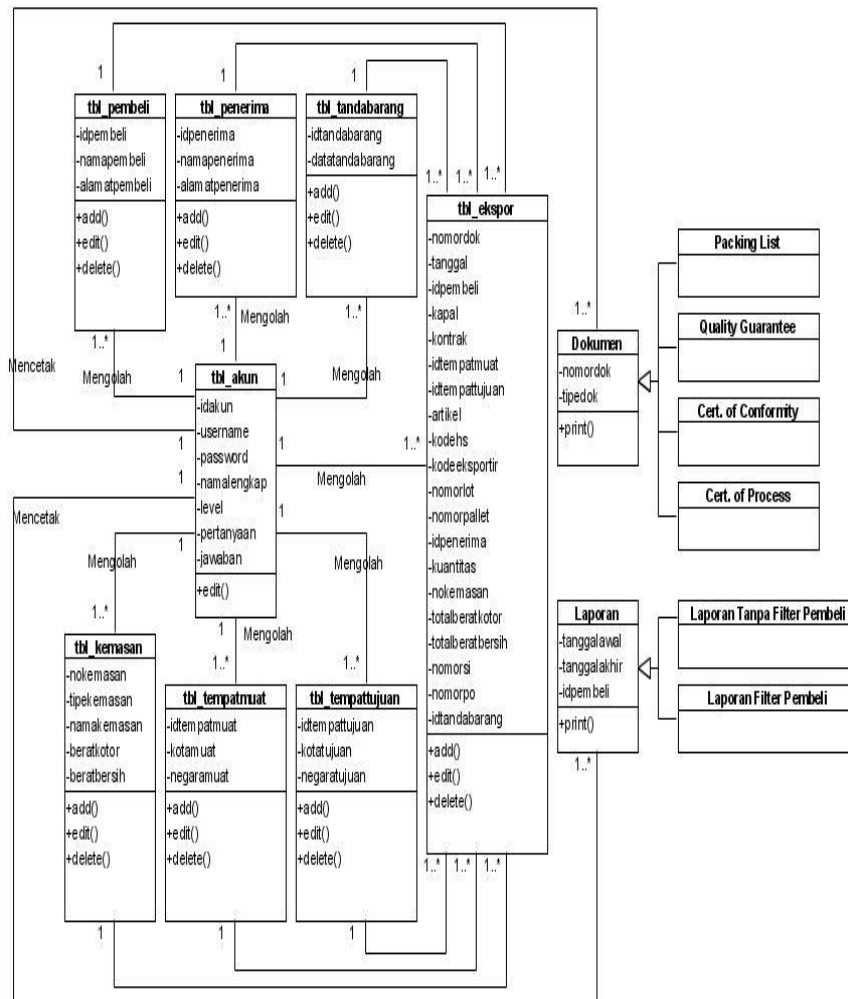 1
1
1
tbl_pembeli
-idpembeli
-namapembeli
-alamatpembeli
+add()
+edit()
+delete()
tbl_penerima
-idpenerima
-namapenerima
-alamatpenerima
+add()
+edit()
+delete()
tbl_tandabarang
-idtandabarang
-datatandabarang
+add()
+edit()
+delete()
1..*
1..*
1..*
tbl_ekspor
-nomordok
-tanggal
-idpembeli
-kapal
-kontrak
-idtempatmuat
-idtempattujuan
-artikel
-kodehs
-kodeeksportir
-nomorlot
-nomorpallet
-idpenerima
-kuantitas
-nokemasan
-totalberatkotor
-totalberatbersih
-nomorsi
-nomorpo
-idtandabarang
+add()
+edit()
+delete()
Packing List
Quality Guarantee
Cert. of Conformity
Cert. of Process
1..*
Dokumen
-nomordok
-tipedok
+print()
1..*
1..*
Mengolah
1..*
Mencetak
Mengolah
1
1
1
Mengolah
tbl_akun
-idakun
-username
-password
-namalengkap
-level
-pertanyaan
-jawaban
+edit()
1
1
1..*
Mengolah
1
Mencetak
1
1
Mengolah
Mengolah
1..*
1
Mengolah
1..*
1..*
tbl_kemasan
-nokemasan
-tipekemasan
-namakemasan
-beratkotor
-beratbersih
+add()
+edit()
+delete()
tbl_tempatmuat
-idtempatmuat
-kotamuat
-negaramuat
+add()
+edit()
+delete()
tbl_tempattujuan
-idtempattujuan
-kotatujuan
-negaratujuan
+add()
+edit()
+delete()
Laporan
-tanggalawal
-tanggalakhir
-idpembeli
+print()
1..*
Laporan Tanpa Filter Pembeli
Laporan Filter Pembeli
1..*
1..*
1..*
1
1
1